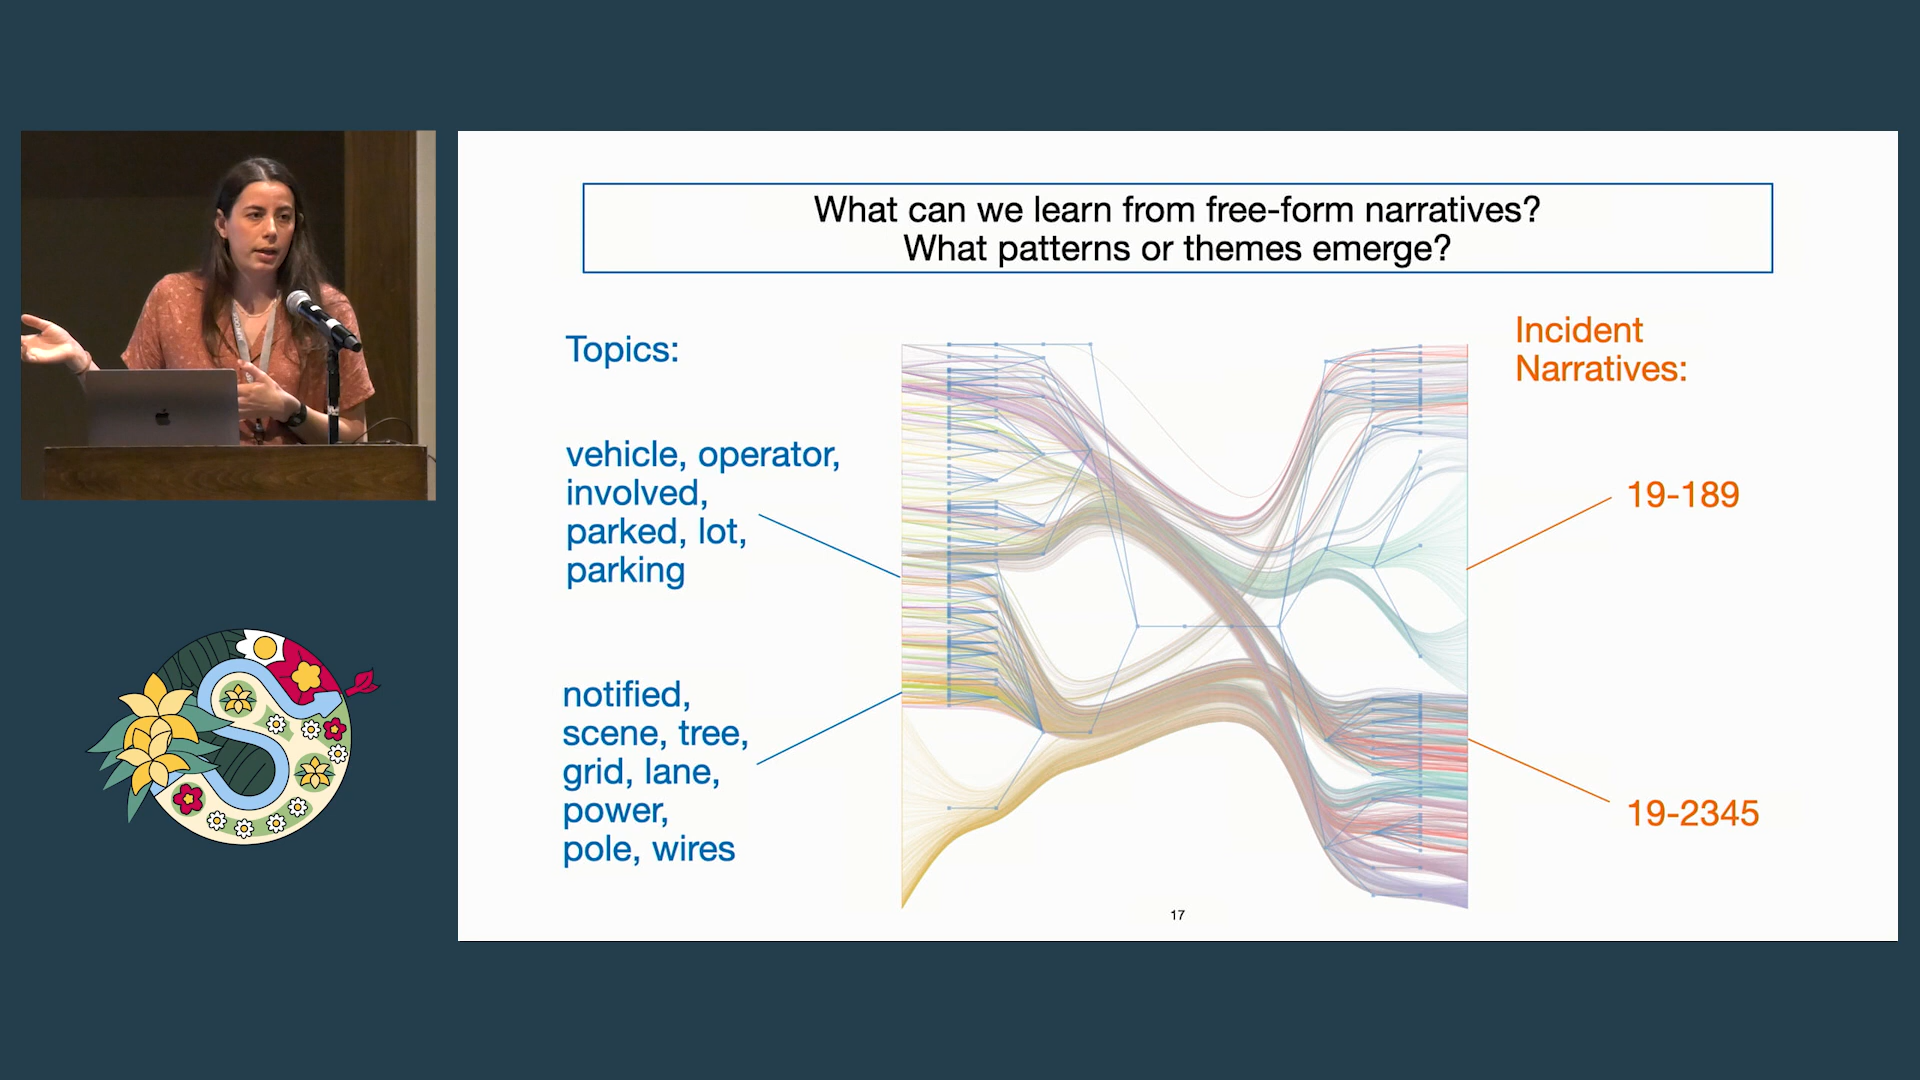 What can we learn from free-form narratives?
What patterns or themes emerge?
Topics:
vehicle, operator,
involved,
parked, lot,
parking
notified,
scene, tree,
grid, lane,
power,
pole, wires
Incident
Narratives:
19-189
19-2345
17